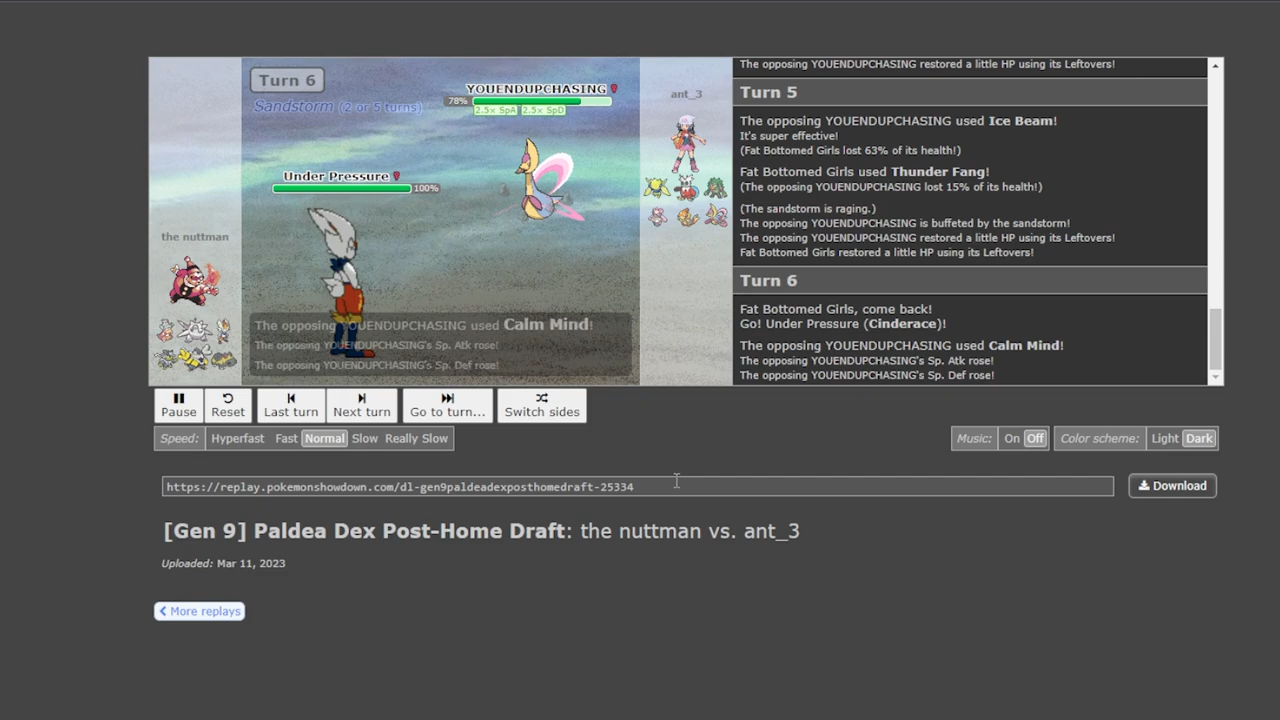 Turn 6
Sandstorm (2 or 5 turns)
YOUENDUPCHASING
78%
2.5× SpA 2.5× SpD
Under Pressure
100%
the nuttman
ant_3
The opposing YOUENDUPCHASING used Calm Mind!
The opposing YOUENDUPCHASING's Sp. Atk rose!
The opposing YOUENDUPCHASING's Sp. Def rose!
The opposing YOUENDUPCHASING restored a little HP using its Leftovers!
Turn 5
The opposing YOUENDUPCHASING used Ice Beam!
It's super effective!
(Fat Bottomed Girls lost 63% of its health!)
Fat Bottomed Girls used Thunder Fang!
(The opposing YOUENDUPCHASING lost 15% of its health!)
(The sandstorm is raging.)
The opposing YOUENDUPCHASING is buffeted by the sandstorm!
The opposing YOUENDUPCHASING restored a little HP using its Leftovers!
Fat Bottomed Girls restored a little HP using its Leftovers!
Turn 6
Fat Bottomed Girls, come back!
Go! Under Pressure (Cinderace)!
The opposing YOUENDUPCHASING used Calm Mind!
The opposing YOUENDUPCHASING's Sp. Atk rose!
The opposing YOUENDUPCHASING's Sp. Def rose!
Pause Reset Last turn Next turn Go to turn... Switch sides
Speed: Hyperfast Fast Normal Slow Really Slow
Music: On Off Color scheme: Light Dark
https://replay.pokemonshowdown.com/dl-gen9paldeadexposthomedraft-25334
Download
[Gen 9] Paldea Dex Post-Home Draft: the nuttman vs. ant_3
Uploaded: Mar 11, 2023
More replays